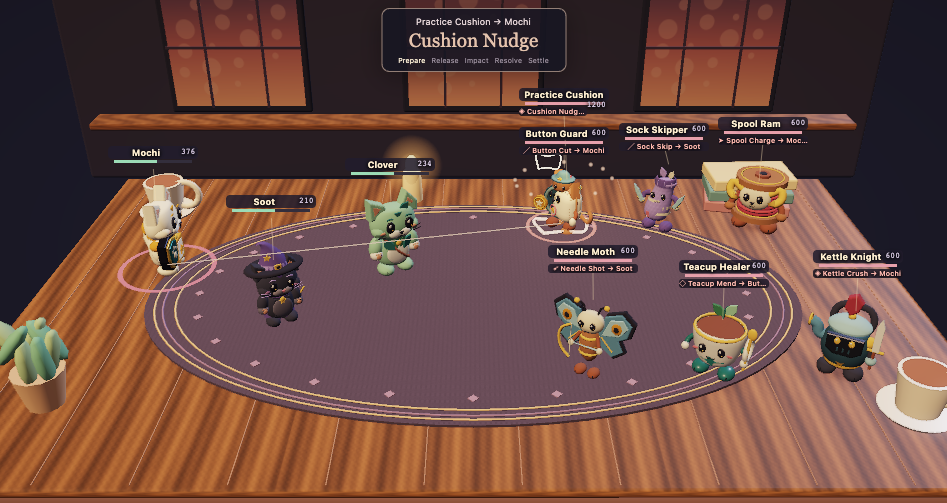 Practice Cushion → Mochi
Cushion Nudge
Prepare Release Impact Resolve Settle
Practice Cushion
1200
Cushion Nudg...
Button Guard 600
Button Cut → Mochi
Sock Skipper 600
Sock Skip → Soot
Spool Ram 600
Spool Charge → Moc...
Mochi 376
Clover 234
Soot 210
Needle Moth 600
Needle Shot → Soot
Teacup Healer 600
Teacup Mend → But...
Kettle Knight 600
Kettle Crush → Mochi